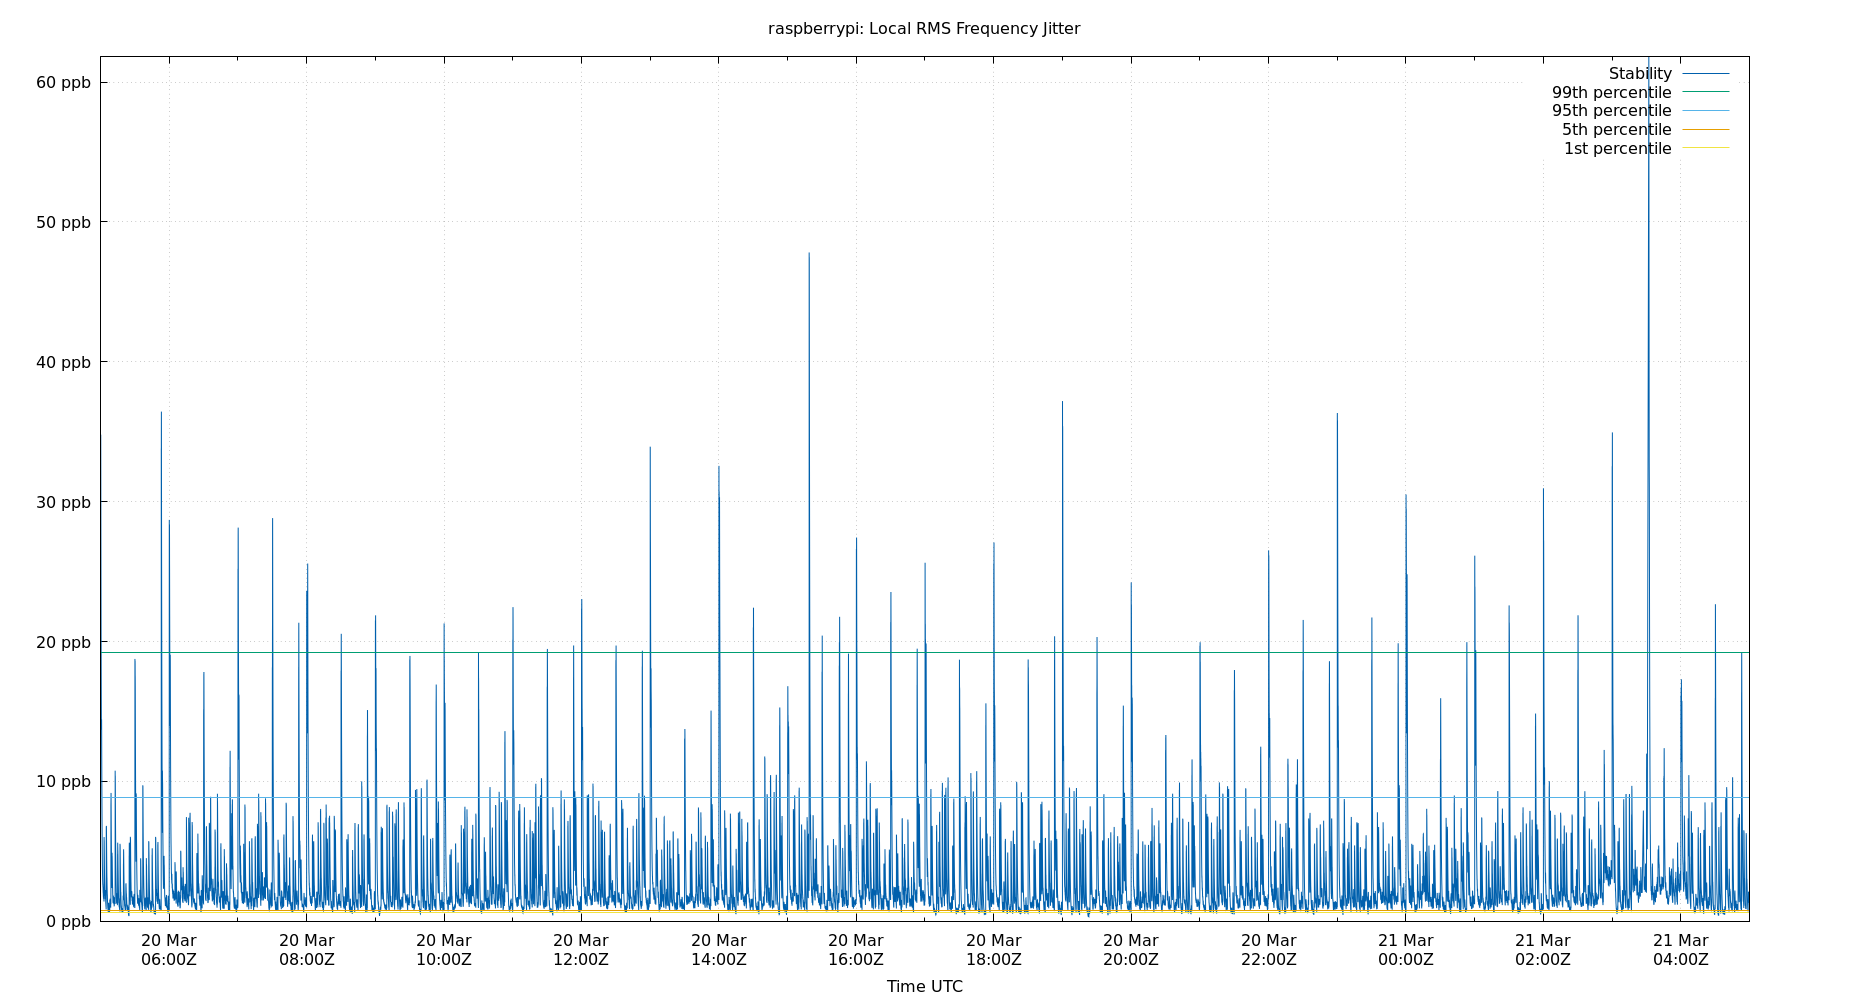 raspberrypi: Local RMS Frequency Jitter
60 ppb
50 ppb
40 ppb
30 ppb
20 ppb
10 ppb
0 ppb
Stability
99th percentile
95th percentile
5th percentile
1st percentile
20 Mar
06:00Z
20 Mar
08:00Z
20 Mar
10:00Z
20 Mar
12:00Z
20 Mar
14:00Z
20 Mar
16:00Z
20 Mar
18:00Z
20 Mar
20:00Z
20 Mar
22:00Z
21 Mar
00:00Z
21 Mar
02:00Z
21 Mar
04:00Z
Time UTC